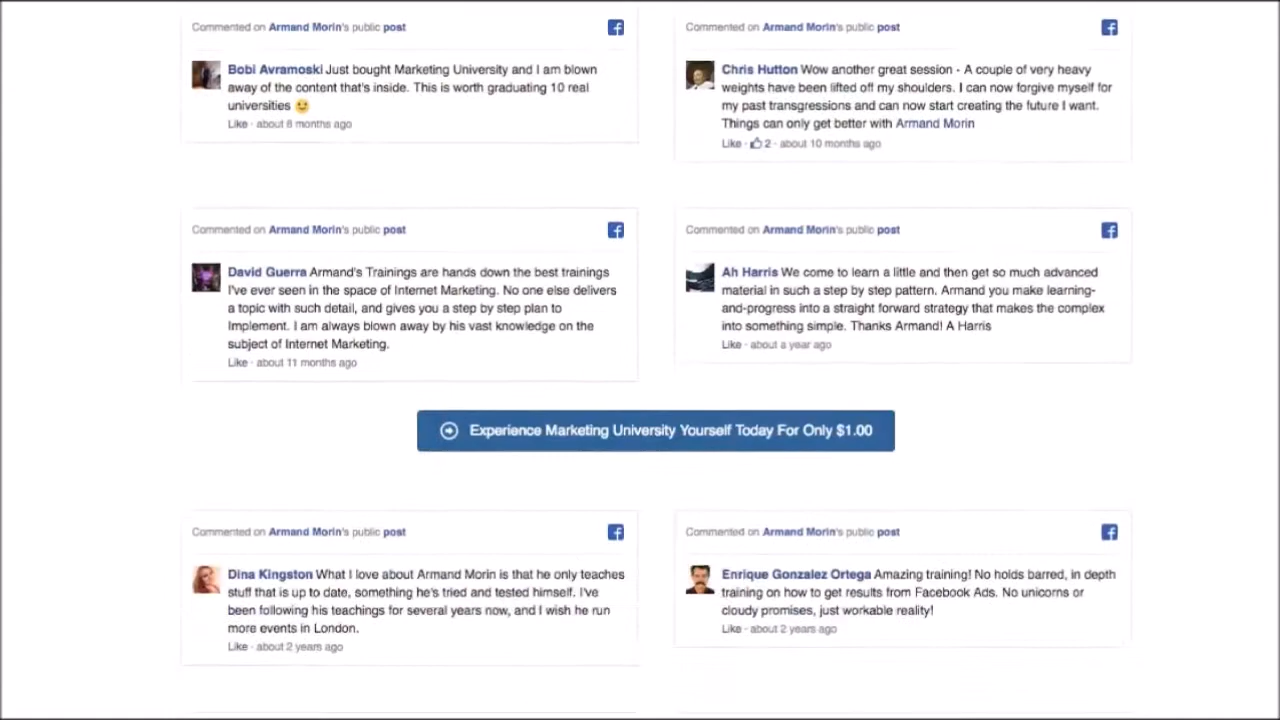 Commented on Armand Morin's public post
Bobi Avramoski Just bought Marketing University and I am blown
away of the content that's inside. This is worth graduating 10 real
universities 😉
Like · about 8 months ago
Commented on Armand Morin's public post
Chris Hutton Wow another great session - A couple of very heavy
weights have been lifted off my shoulders. I can now forgive myself for
my past transgressions and can now start creating the future I want.
Things can only get better with Armand Morin
Like · 2 · about 10 months ago
Commented on Armand Morin's public post
David Guerra Armand's Trainings are hands down the best trainings
I've ever seen in the space of Internet Marketing. No one else delivers
a topic with such detail, and gives you a step by step plan to
Implement. I am always blown away by his vast knowledge on the
subject of Internet Marketing.
Like · about 11 months ago
Commented on Armand Morin's public post
Ah Harris We come to learn a little and then get so much advanced
material in such a step by step pattern. Armand you make learning-
and-progress into a straight forward strategy that makes the complex
into something simple. Thanks Armand! A Harris
Like · about a year ago
Experience Marketing University Yourself Today For Only $1.00
Commented on Armand Morin's public post
Dina Kingston What I love about Armand Morin is that he only teaches
stuff that is up to date, something he's tried and tested himself. I've
been following his teachings for several years now, and I wish he run
more events in London.
Like · about 2 years ago
Commented on Armand Morin's public post
Enrique Gonzalez Ortega Amazing training! No holds barred, in depth
training on how to get results from Facebook Ads. No unicorns or
cloudy promises, just workable reality!
Like · about 2 years ago